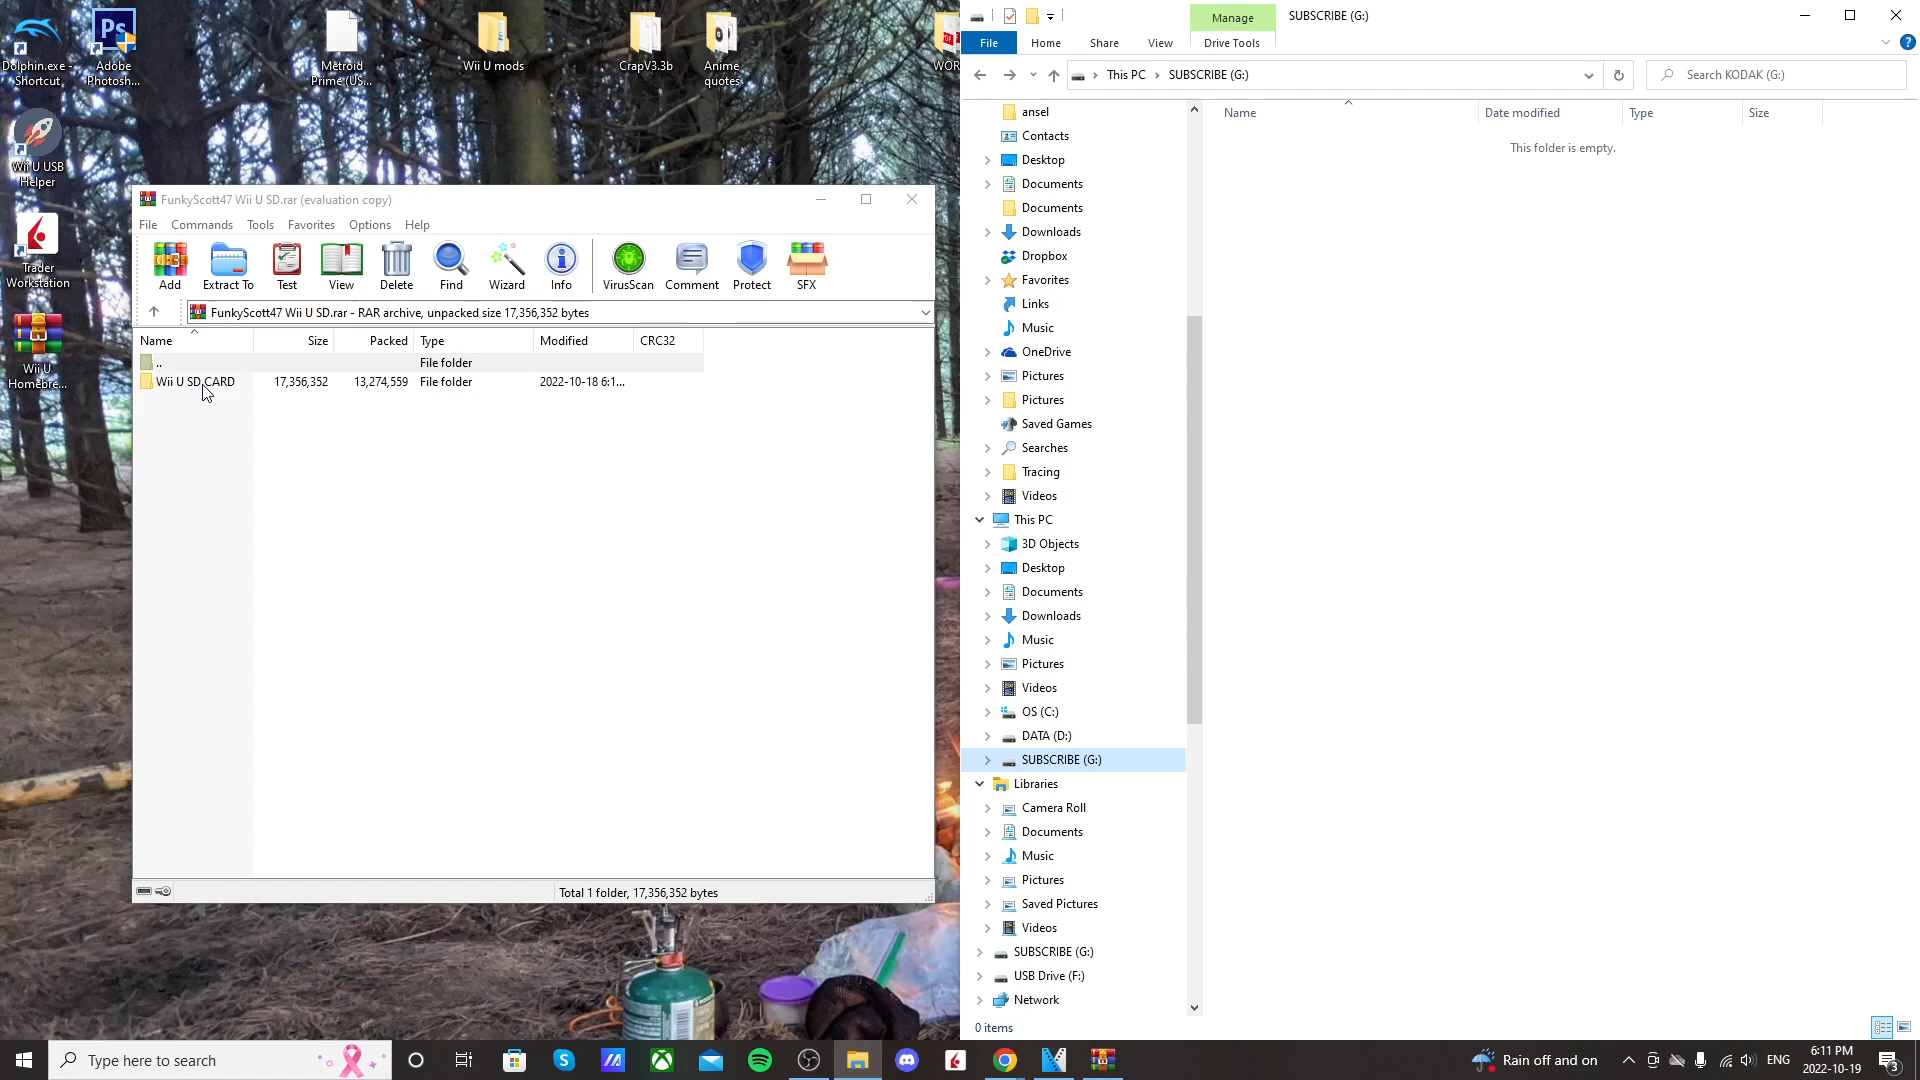 Dolphin.exe -
Shortcut
Adobe
Photosh...
Metroid
Prime (US...
Wii U mods
CrapV3.3b
Anime
quotes
WOR
Wii U USB
Helper
Trader
Workstation
Wii U
Homebre...
FunkyScott47 Wii U SD.rar (evaluation copy)
File Commands Tools Favorites Options Help
Add Extract To Test View Delete Find Wizard Info VirusScan Comment Protect SFX
FunkyScott47 Wii U SD.rar - RAR archive, unpacked size 17,356,352 bytes
Name Size Packed Type Modified CRC32
.. File folder
Wii U SD CARD 17,356,352 13,274,559 File folder 2022-10-18 6:1...
Total 1 folder, 17,356,352 bytes
Manage SUBSCRIBE (G:)
File Home Share View Drive Tools
This PC SUBSCRIBE (G:) Search KODAK (G:)
Name Date modified Type Size
This folder is empty.
ansel
Contacts
Desktop
Documents
Documents
Downloads
Dropbox
Favorites
Links
Music
OneDrive
Pictures
Pictures
Saved Games
Searches
Tracing
Videos
This PC
3D Objects
Desktop
Documents
Downloads
Music
Pictures
Videos
OS (C:)
DATA (D:)
SUBSCRIBE (G:)
Libraries
Camera Roll
Documents
Music
Pictures
Saved Pictures
Videos
SUBSCRIBE (G:)
USB Drive (F:)
Network
0 items
Type here to search
Rain off and on
ENG
6:11 PM
2022-10-19
3